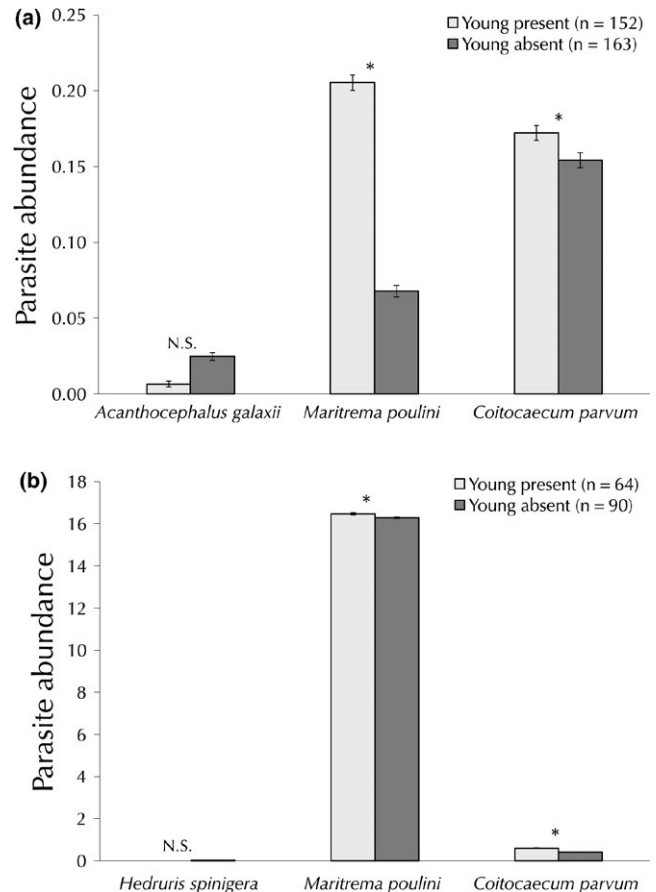 (a)
Young present (n = 152)
Young absent (n = 163)
Parasite abundance
0.25
0.20
0.15
0.10
0.05
0.00
N.S.
*
*
Acanthocephalus galaxii Maritrema poulini Coitocaecum parvum
(b)
Young present (n = 64)
Young absent (n = 90)
Parasite abundance
18
16
14
12
10
8
6
4
2
0
N.S.
*
*
Hedruris spinigera Maritrema poulini Coitocaecum parvum